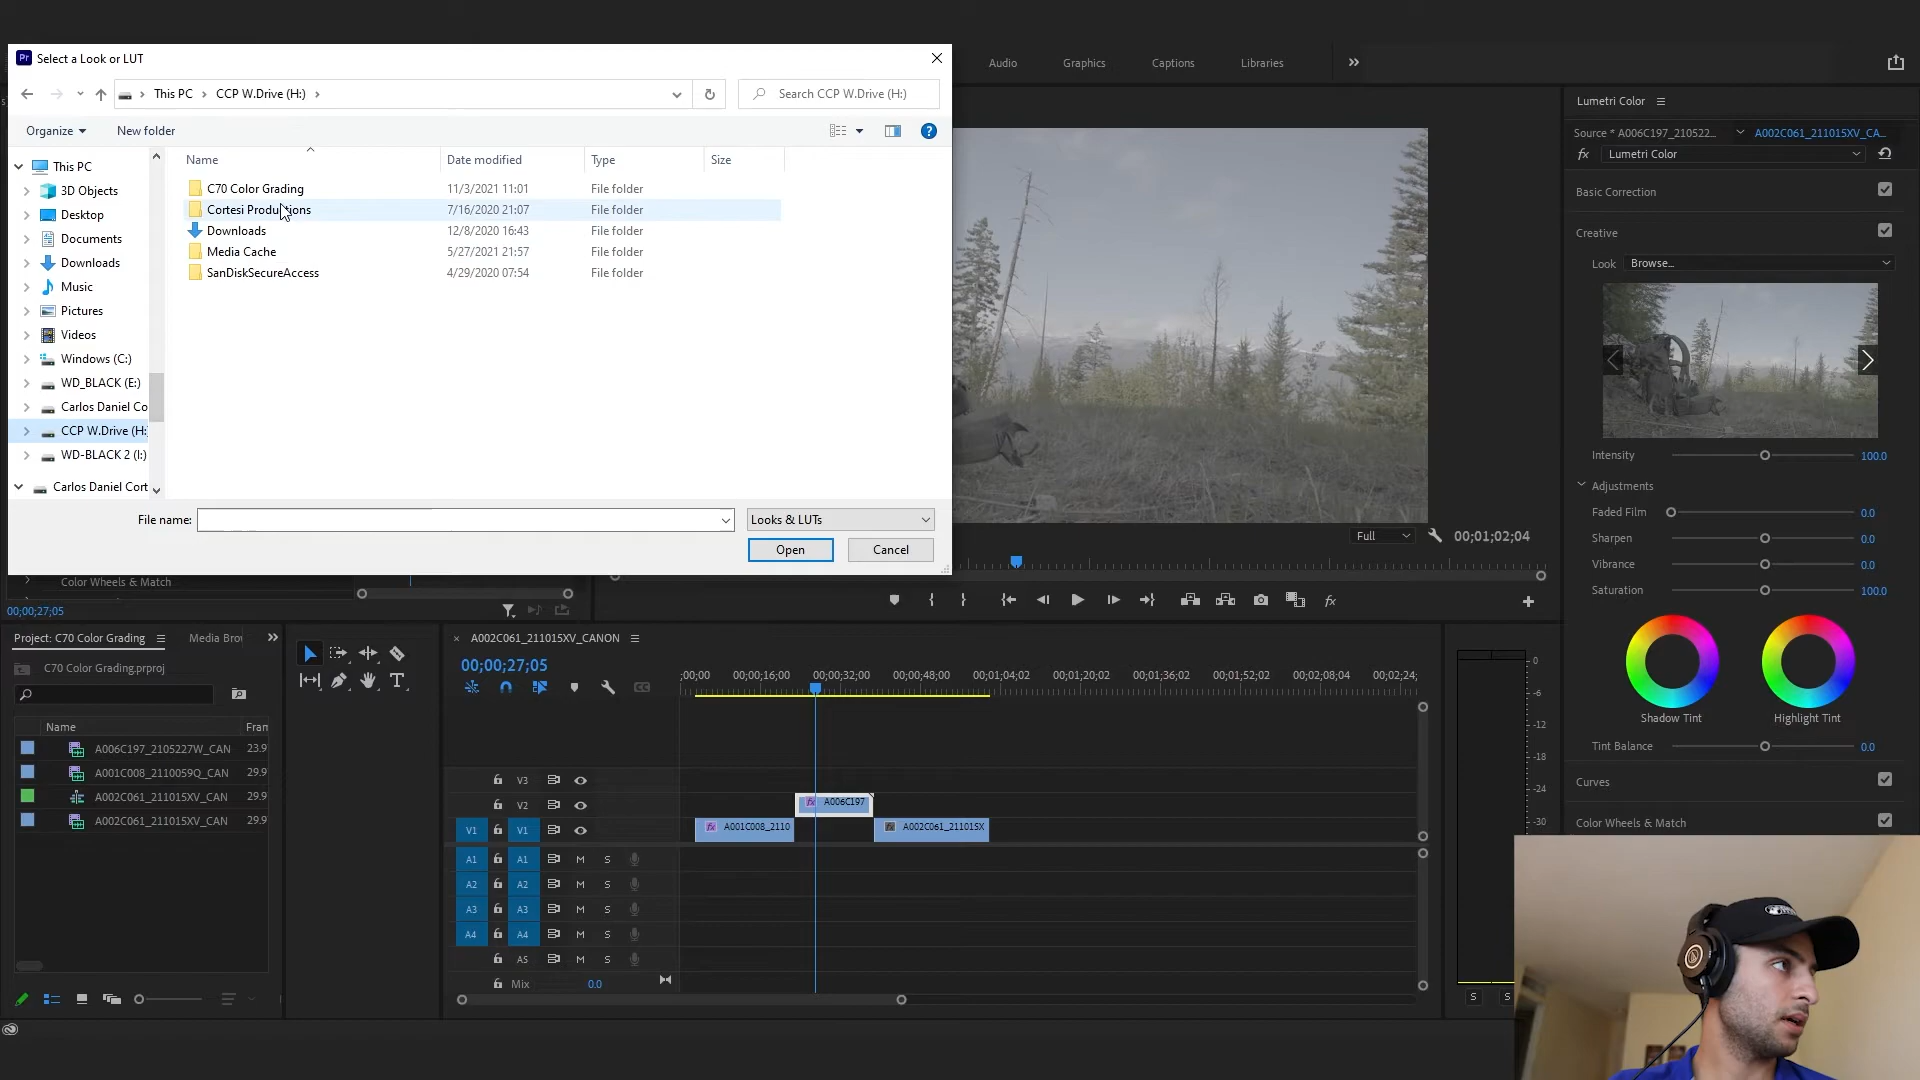 Select a Look or LUT
This PC > CCP W.Drive (H:) >
Search CCP W.Drive (H:)
Organize
New folder
Name
Date modified
Type
Size
This PC
3D Objects
Desktop
Documents
Downloads
Music
Pictures
Videos
Windows (C:)
WD_BLACK (E:)
Carlos Daniel Co
CCP W.Drive (H:
WD-BLACK 2 (I:)
Carlos Daniel Cort
C70 Color Grading 11/3/2021 11:01 File folder
Cortesi Productions 7/16/2020 21:07 File folder
Downloads 12/8/2020 16:43 File folder
Media Cache 5/27/2021 21:57 File folder
SanDiskSecureAccess 4/29/2020 07:54 File folder
File name:
Looks & LUTs
Open
Cancel
Audio
Graphics
Captions
Libraries
Lumetri Color
Source * A006C197_210522...
A002C061_211015XV_CA...
fx
Lumetri Color
Basic Correction
Creative
Look
Browse...
Intensity 100.0
Adjustments
Faded Film 0.0
Sharpen 0.0
Vibrance 0.0
Saturation 100.0
Shadow Tint
Highlight Tint
Tint Balance 0.0
Curves
Color Wheels & Match
Full
00;01;02;04
Color Wheels & Match
00;00;27;05
Project: C70 Color Grading
Media Brov
C70 Color Grading.prproj
Name
Fran
A006C197_2105227W_CAN 23.9
A001C008_2110059Q_CAN 29.9
A002C061_211015XV_CAN 29.9
A002C061_211015XV_CAN 29.9
A002C061_211015XV_CANON
00;00;27;05
;00;00 00;00;16;00 00;00;32;00 00;00;48;00 00;01;04;02 00;01;20;02 00;01;36;02 00;01;52;02 00;02;08;04 00;02;24;
V3
V2
V1 V1
fx A006C197
fx A001C008_2110
fx A002C061_211015X
A1 A1 M S
A2 A2 M S
A3 A3 M S
A4 A4 M S
A5 M S
Mix 0.0
0
-6
-12
-18
-24
-30
S S